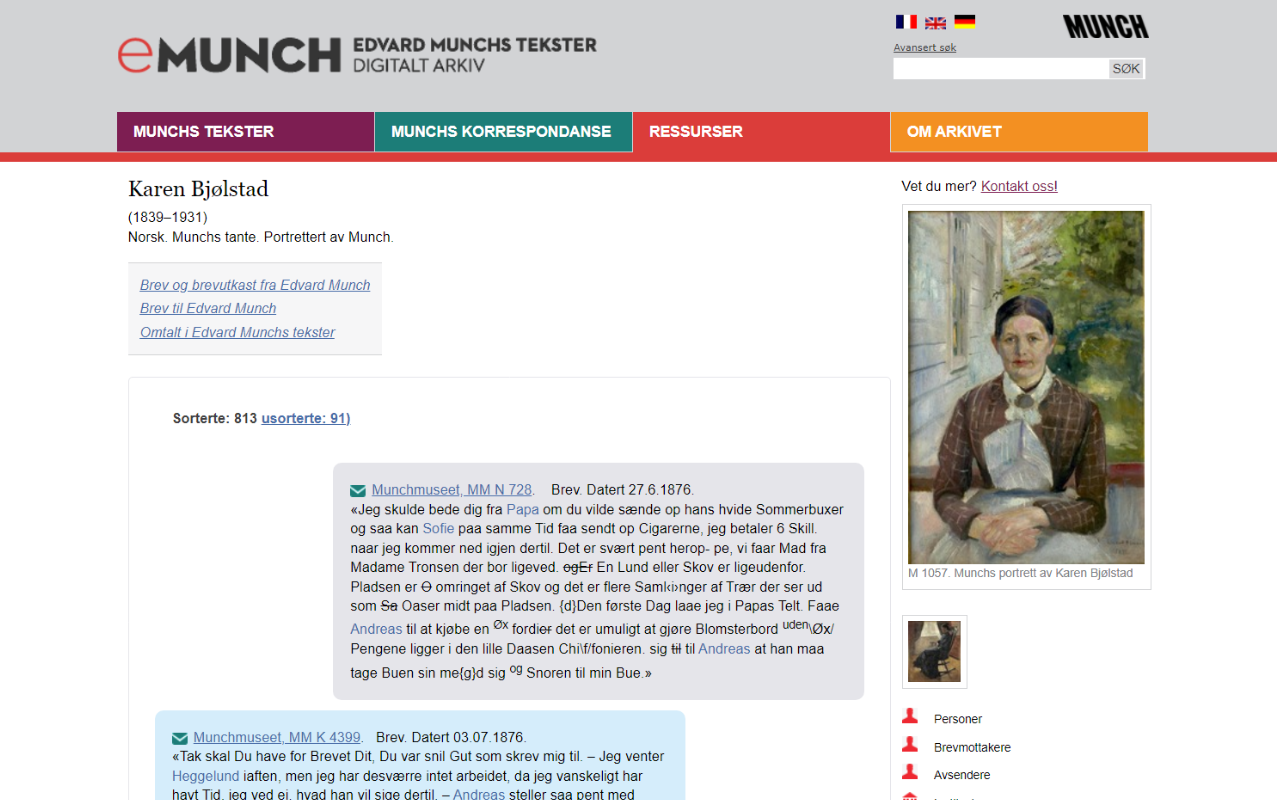 eMUNCH EDVARD MUNCHS TEKSTER
DIGITALT ARKIV
MUNCH
Avansert søk
SØK
MUNCHS TEKSTER
MUNCHS KORRESPONDANSE
RESSURSER
OM ARKIVET
Karen Bjølstad
(1839–1931)
Norsk. Munchs tante. Portrettert av Munch.
Brev og brevutkast fra Edvard Munch
Brev til Edvard Munch
Omtalt i Edvard Munchs tekster
Sorterte: 813 usorterte: 91)
Munchmuseet, MM N 728. Brev. Datert 27.6.1876.
«Jeg skulde bede dig fra Papa om du vilde sænde op hans hvide Sommerbuxer
og saa kan Sofie paa samme Tid faa sendt op Cigarerne, jeg betaler 6 Skill.
naar jeg kommer ned igjen dertil. Det er svært pent herop- pe, vi faar Mad fra
Madame Tronsen der bor ligeved. ogEr En Lund eller Skov er ligeudenfor.
Pladsen er O omringet af Skov og det er flere Saml‹i›nger af Trær der ser ud
som Sa Oaser midt paa Pladsen. {d}Den første Dag laae jeg i Papas Telt. Faae
Andreas til at kjøbe en Øx fordier det er umuligt at gjøre Blomsterbord uden\Øx/
Pengene ligger i den lille Daasen Chi\f/fonieren. sig til til Andreas at han maa
tage Buen sin me{g}d sig og Snoren til min Bue.»
Munchmuseet, MM K 4399. Brev. Datert 03.07.1876.
«Tak skal Du have for Brevet Dit, Du var snil Gut som skrev mig til. – Jeg venter
Heggelund iaften, men jeg har desværre intet arbeidet, da jeg vanskeligt har
havt Tid, jeg ved ej, hvad han vil sige dertil. – Andreas steller saa pent med
Vet du mer? Kontakt oss!
M 1057. Munchs portrett av Karen Bjølstad
Personer
Brevmottakere
Avsendere